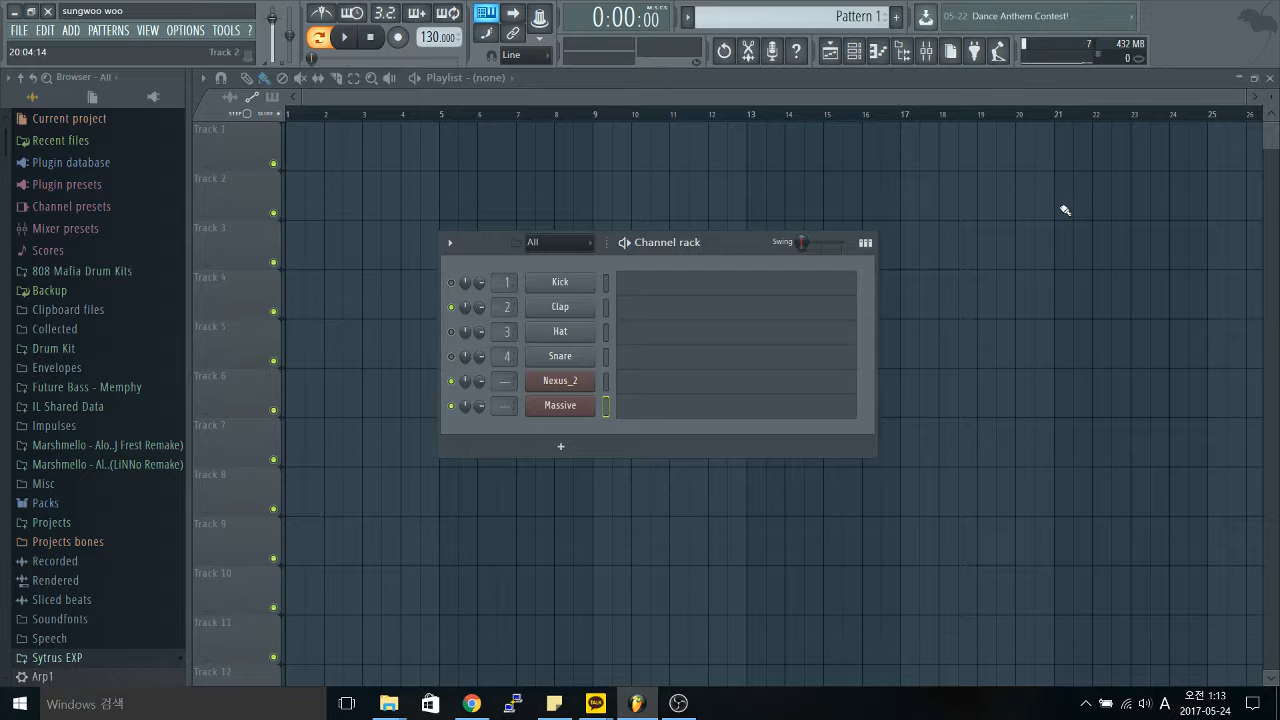 sungwoo woo
FILE EDIT ADD PATTERNS VIEW OPTIONS TOOLS ?
20:04:14 Track 2
3.2
130.000
Line
0:00:00
M:S:CS
Pattern 1
05-22 Dance Anthem Contest!
7 432 MB
0
Browser - All
Playlist - (none)
STEP SLIDE
1 2 3 4 5 6 7 8 9 10 11 12 13 14 15 16 17 18 19 20 21 22 23 24 25 26
Current project
Recent files
Plugin database
Plugin presets
Channel presets
Mixer presets
Scores
808 Mafia Drum Kits
Backup
Clipboard files
Collected
Drum Kit
Envelopes
Future Bass - Memphy
IL Shared Data
Impulses
Marshmello - Alo..J Frest Remake)
Marshmello - Al..(LiNNo Remake)
Misc
Packs
Projects
Projects bones
Recorded
Rendered
Sliced beats
Soundfonts
Speech
Sytrus EXP
Arp1
Track 1
Track 2
Track 3
Track 4
Track 5
Track 6
Track 7
Track 8
Track 9
Track 10
Track 11
Track 12
All Channel rack Swing
1 Kick
2 Clap
3 Hat
4 Snare
--- Nexus_2
--- Massive
+
Windows 검색
TALK
A
오전 1:13
2017-05-24